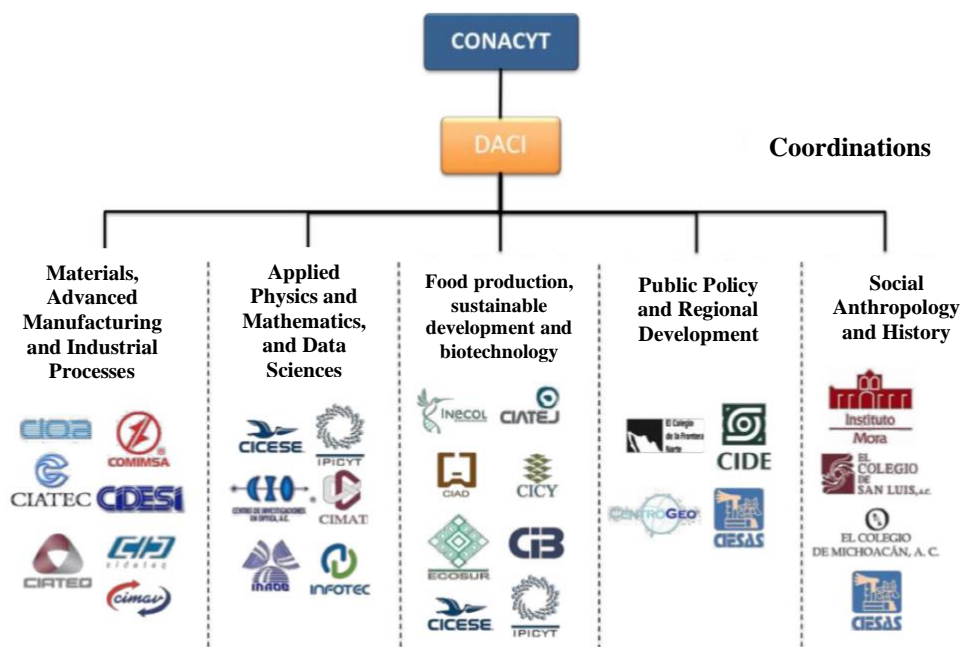 CONACYT
DACI
Coordinations
Materials,
Advanced
Manufacturing
and Industrial
Processes
Applied
Physics and
Mathematics,
and Data
Sciences
Food production,
sustainable
development and
biotechnology
Public Policy
and Regional
Development
Social
Anthropology
and History
COMIMSA
CIATEC
CIDESI
CIATEQ
cideteq
cimav
CICESE
IPICYT
CIO
CENTRO DE INVESTIGACIONES
EN OPTICA, A.C.
CIMAT
INAOE
INFOTEC
INECOL
CIATEJ
CIAD
CICY
ECOSUR
CIB
CICESE
IPICYT
El Colegio
de la Frontera
Norte
CIDE
CENTROGEO
CIESAS
Instituto
Mora
EL
COLEGIO
DE
SAN LUIS, A.C.
EL COLEGIO
DE MICHOACÁN, A. C.
CIESAS